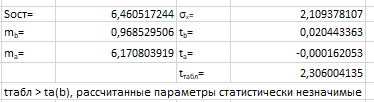 Sост= 6,460517244 σₓ= 2,109378107
mb= 0,968529506 tb= 0,020443363
ma= 6,170803919 ta= -0,000162053
tтабл= 2,306004135
tтабл > ta(b), рассчитанные параметры статистически незначимые